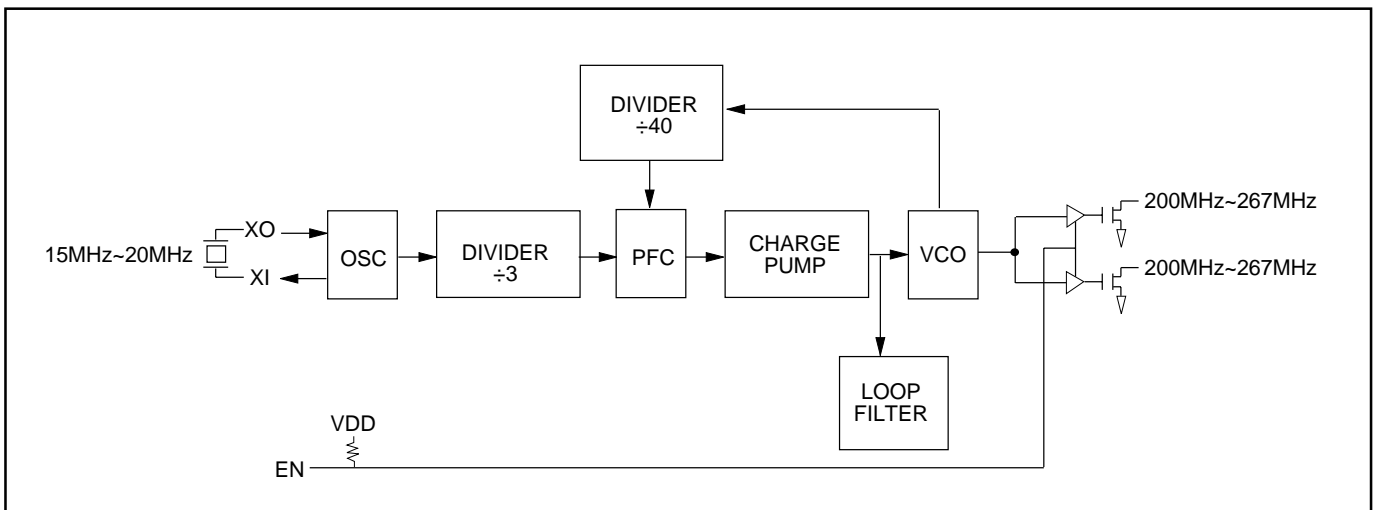 DIVIDER
÷40
200MHz~267MHz
XO
15MHz~20MHz
XI
OSC
DIVIDER
÷3
PFC
CHARGE
PUMP
VCO
200MHz~267MHz
LOOP
FILTER
VDD
EN